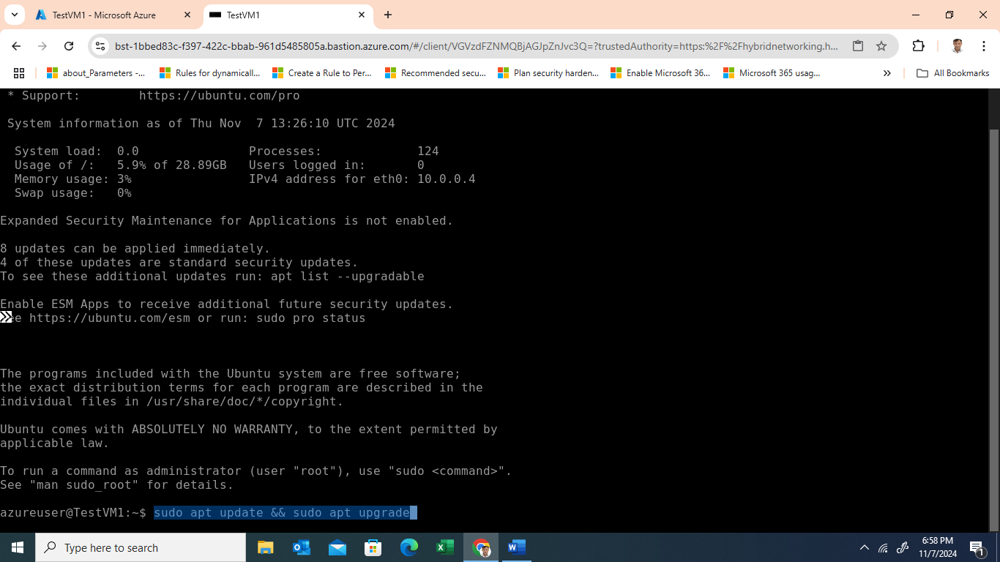 TestVM1 - Microsoft Azure
TestVM1
bst-1bbed83c-f397-422c-bbab-961d5485805a.bastion.azure.com/#/client/VGVzdFZNMQBjAGJpZnJvc3Q=?trustedAuthority=https:%2F%2Fhybridnetworking.h...
about_Parameters -... Rules for dynamicall... Create a Rule to Per... Recommended secu... Plan security harden... Enable Microsoft 36... Microsoft 365 usag... » All Bookmarks
* Support: https://ubuntu.com/pro
System information as of Thu Nov 7 13:26:10 UTC 2024
System load: 0.0 Processes: 124
Usage of /: 5.9% of 28.89GB Users logged in: 0
Memory usage: 3% IPv4 address for eth0: 10.0.0.4
Swap usage: 0%
Expanded Security Maintenance for Applications is not enabled.
8 updates can be applied immediately.
4 of these updates are standard security updates.
To see these additional updates run: apt list --upgradable
Enable ESM Apps to receive additional future security updates.
https://ubuntu.com/esm or run: sudo pro status
The programs included with the Ubuntu system are free software;
the exact distribution terms for each program are described in the
individual files in /usr/share/doc/*/copyright.
Ubuntu comes with ABSOLUTELY NO WARRANTY, to the extent permitted by
applicable law.
To run a command as administrator (user "root"), use "sudo <command>".
See "man sudo_root" for details.
azureuser@TestVM1:~$ sudo apt update && sudo apt upgrade
Type here to search
6:58 PM
11/7/2024
1